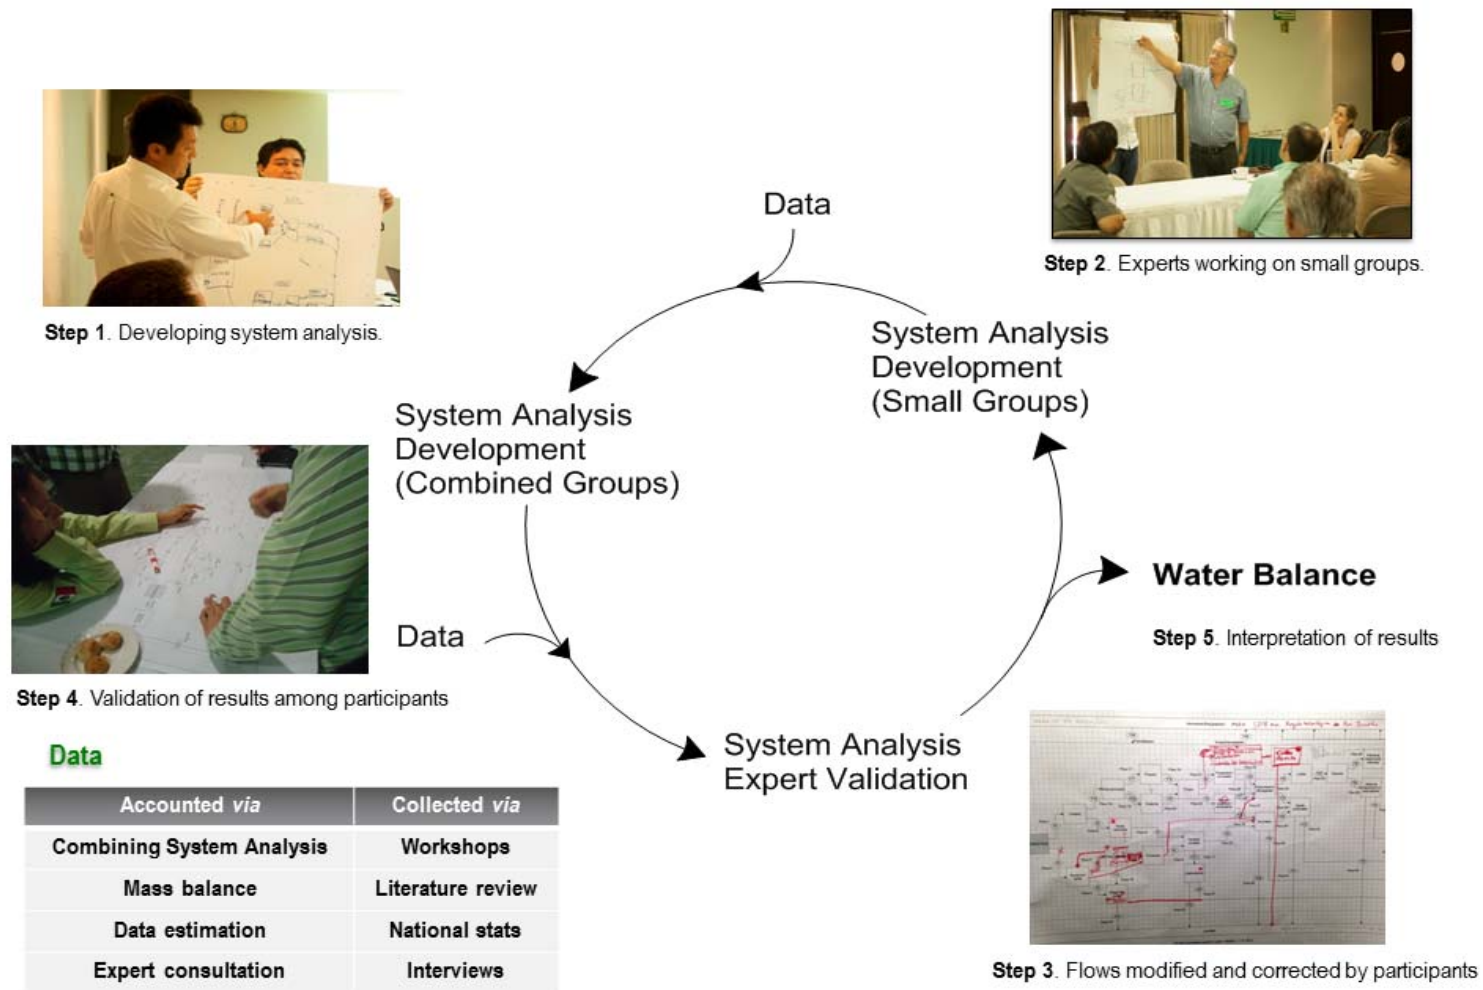 Data
Step 2. Experts working on small groups.
Step 1. Developing system analysis.
System Analysis
Development
(Small Groups)
System Analysis
Development
(Combined Groups)
Water Balance
Data
Step 5. Interpretation of results
Step 4. Validation of results among participants
System Analysis
Expert Validation
Data
Accounted via Collected via
Combining System Analysis Workshops
Mass balance Literature review
Data estimation National stats
Expert consultation Interviews
Step 3. Flows modified and corrected by participants